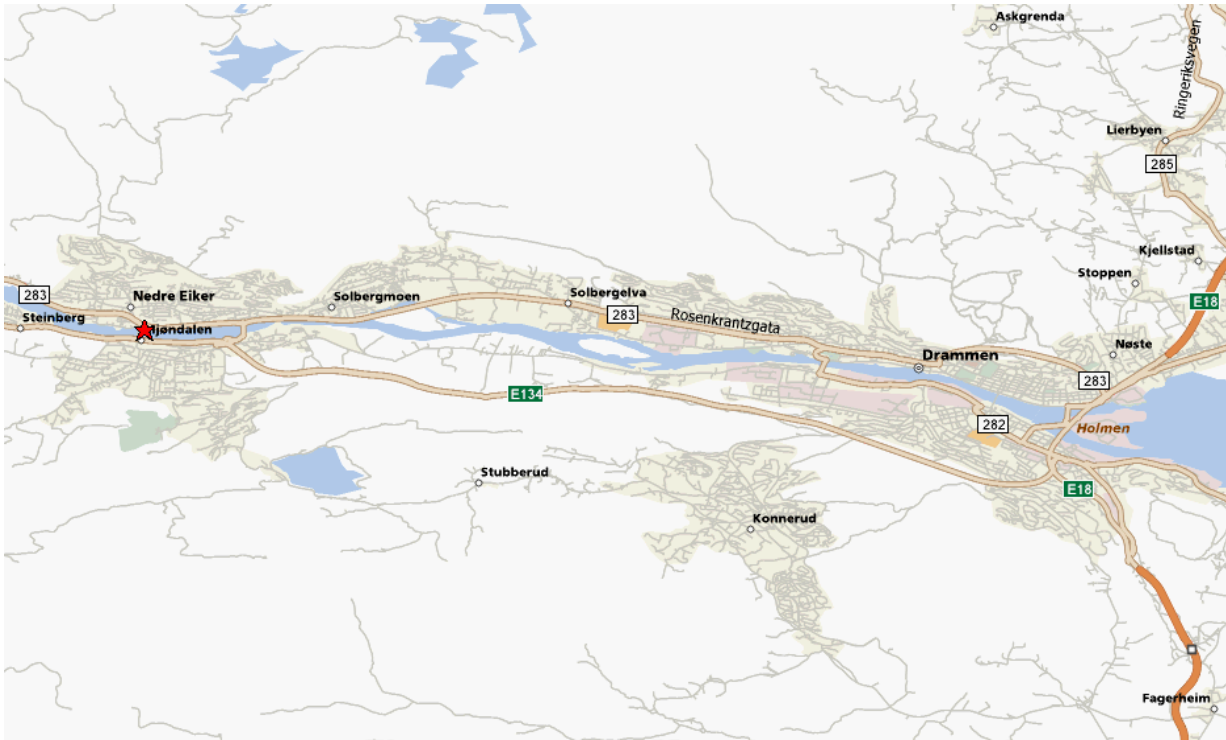 Askgrenda
Ringeriksvegen
Lierbyen
285
Kjellstad
Stoppen
283
Nedre Eiker
Solbergmoen
Solbergelva
E18
Steinberg
Mjøndalen
283
Rosenkrantzgata
Nøste
Drammen
283
E134
282
Holmen
Stubberud
E18
Konnerud
Fagerheim